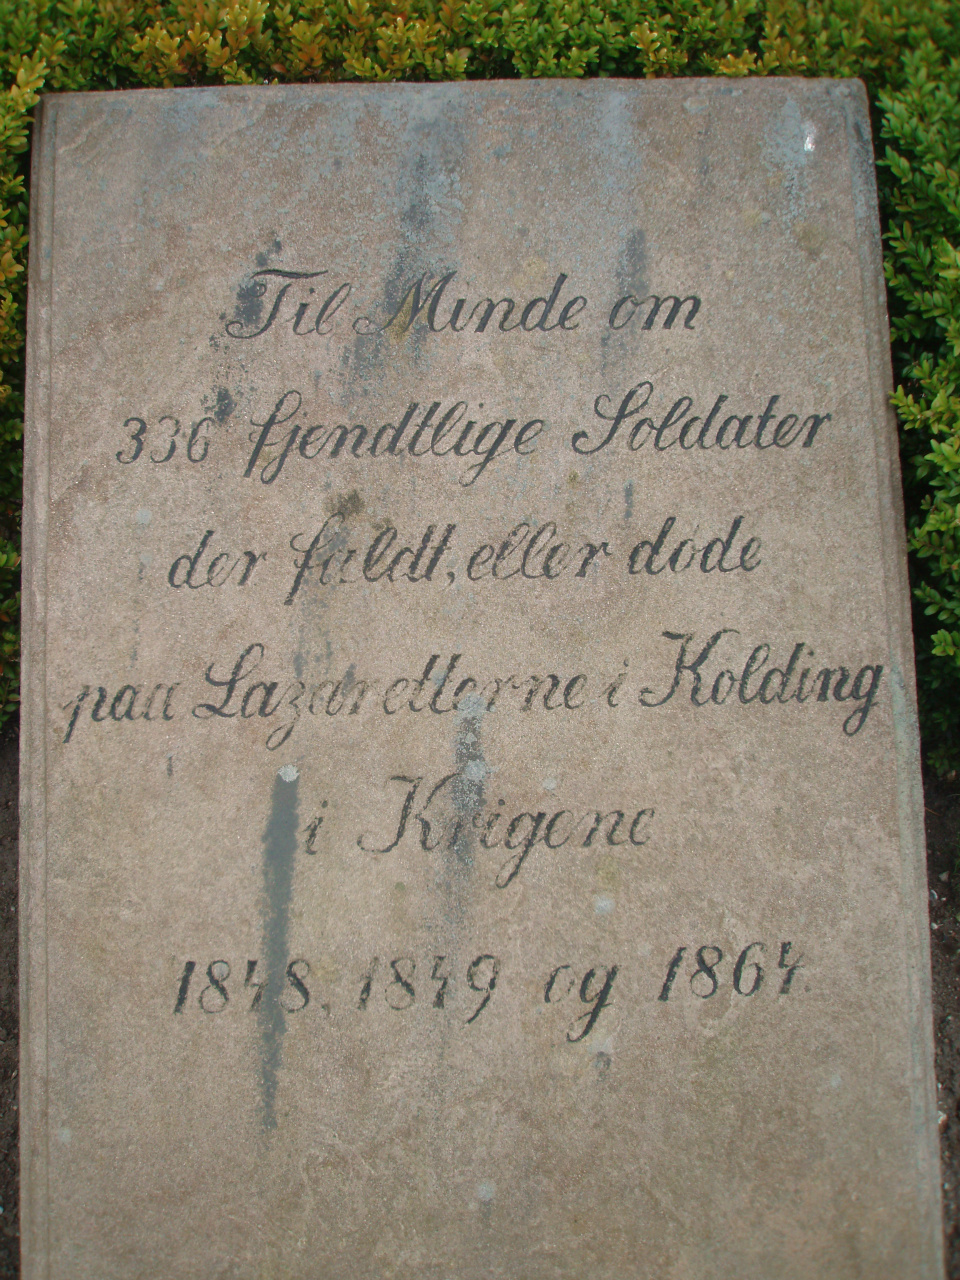 Til Minde om
336 fjendtlige Soldater
der faldt, eller døde
paa Lazaretterne i Kolding
i Krigene
1848, 1849 og 1864.